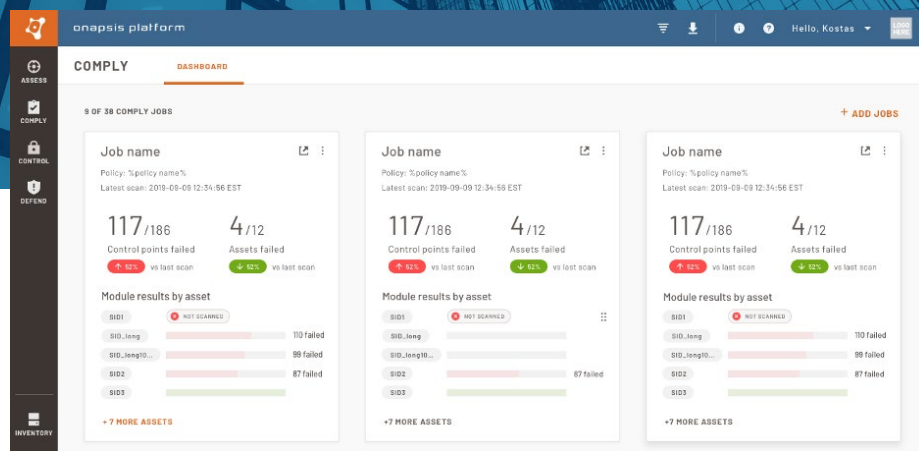 onapsis platform
Hello, Kostas
LOGO HERE
ASSESS
COMPLY
CONTROL
DEFEND
INVENTORY
COMPLY
DASHBOARD
9 OF 38 COMPLY JOBS
+ ADD JOBS
Job name
Policy: %policy name%
Latest scan: 2019-09-09 12:34:56 EST
117/186
Control points failed
↑ 52% vs last scan
4/12
Assets failed
↓ 52% vs last scan
Module results by asset
SID1 NOT SCANNED
SID_long 110 failed
SID_long10... 99 failed
SID2 87 failed
SID3
+ 7 MORE ASSETS
Job name
Policy: %policy name%
Latest scan: 2019-09-09 12:34:56 EST
117/186
Control points failed
↑ 52% vs last scan
4/12
Assets failed
↓ 52% vs last scan
Module results by asset
SID1 NOT SCANNED
SID_long
SID_long10...
SID2 87 failed
SID3
+7 MORE ASSETS
Job name
Policy: %policy name%
Latest scan: 2019-09-09 12:34:56 EST
117/186
Control points failed
↑ 52% vs last scan
4/12
Assets failed
↓ 52% vs last scan
Module results by asset
SID1 NOT SCANNED
SID_long 110 failed
SID_long10... 99 failed
SID2 87 failed
SID3
+7 MORE ASSETS